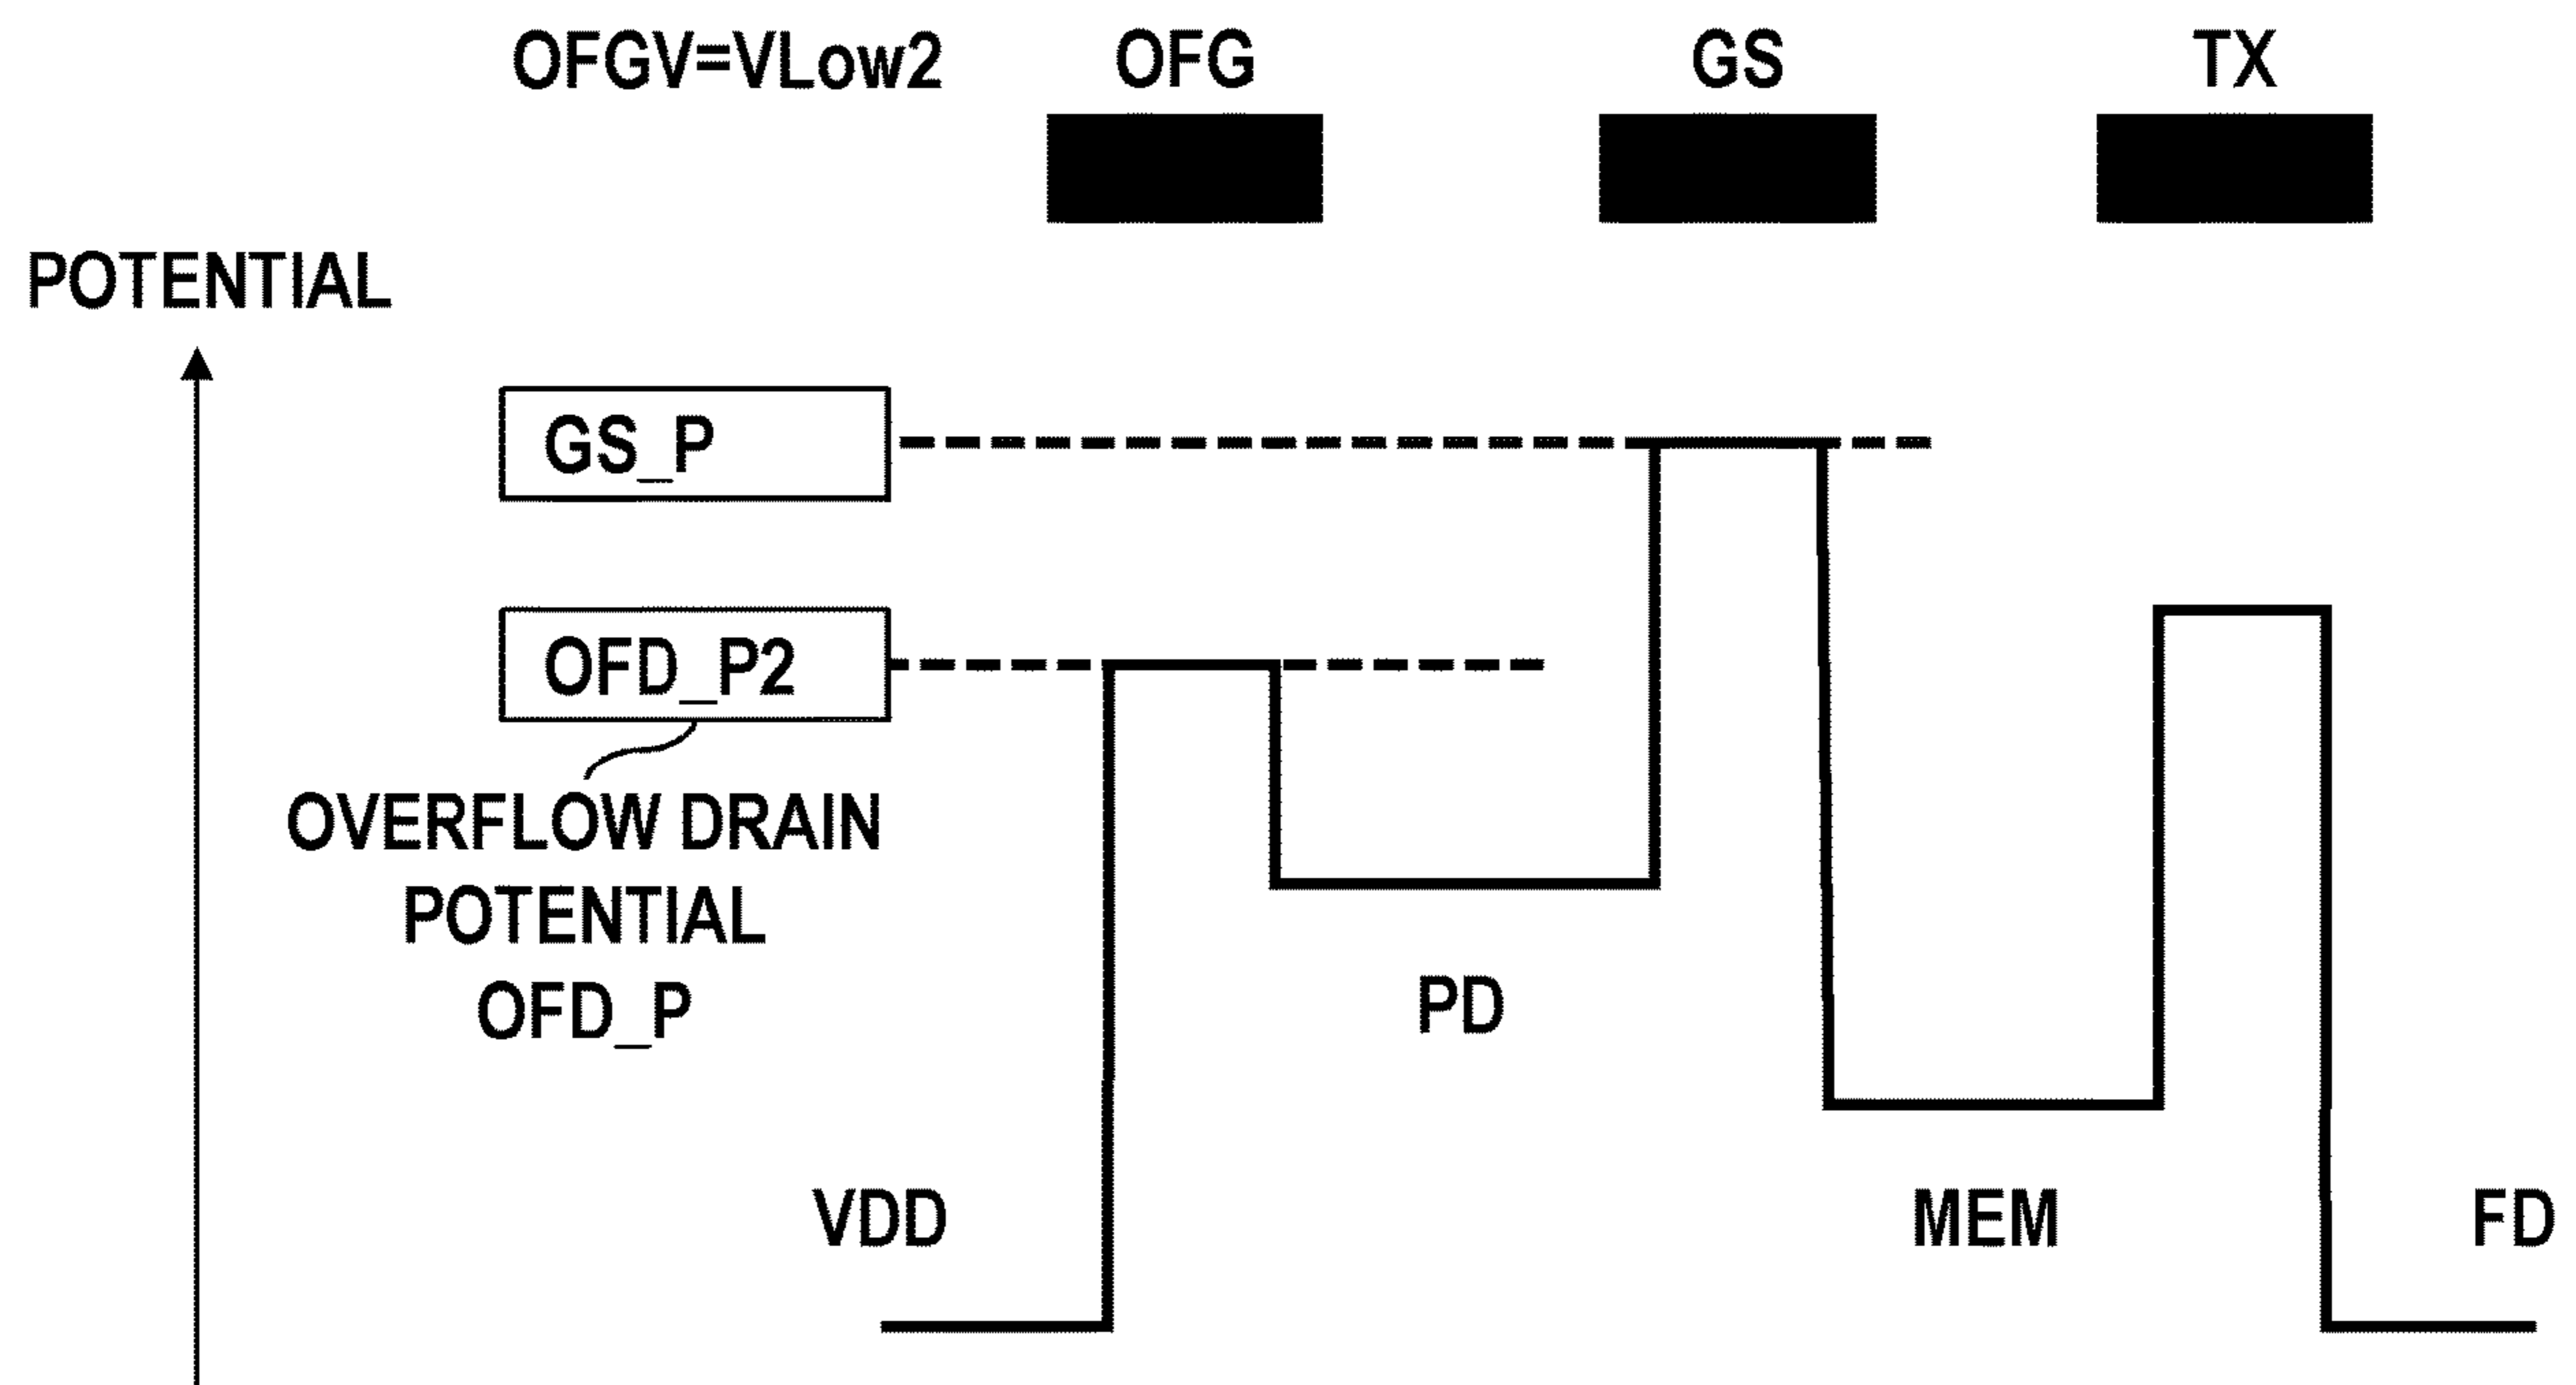 OFGV=VLow2
OFG
GS
TX
POTENTIAL
GS_P
OFD_P2
OVERFLOW DRAIN
POTENTIAL
OFD_P
PD
VDD
MEM
FD